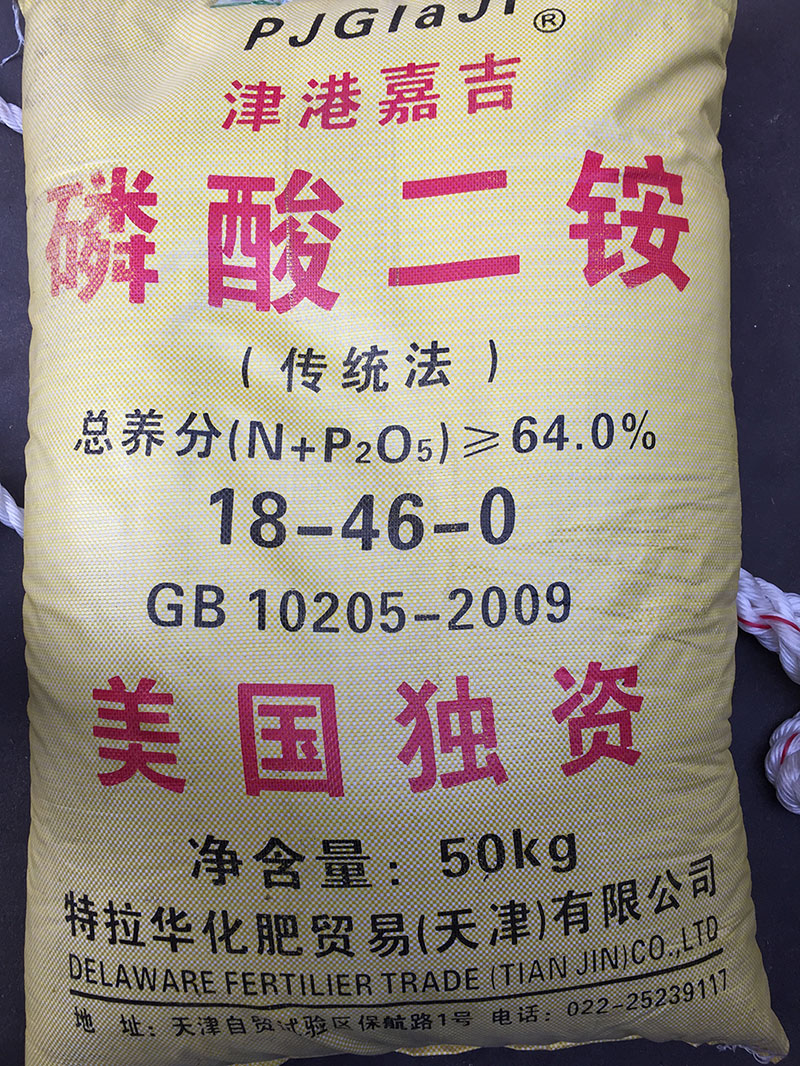 PJGIaJI®
津港嘉吉
磷酸二铵
(传统法)
总养分(N+P₂O₅)≥64.0%
18-46-0
GB 10205-2009
美国独资
净含量：50kg
特拉华化肥贸易(天津)有限公司
DELAWARE FERTILIER TRADE (TIAN JIN)CO.,LTD
地 址：天津自贸试验区保航路1号 电话：022-25239117